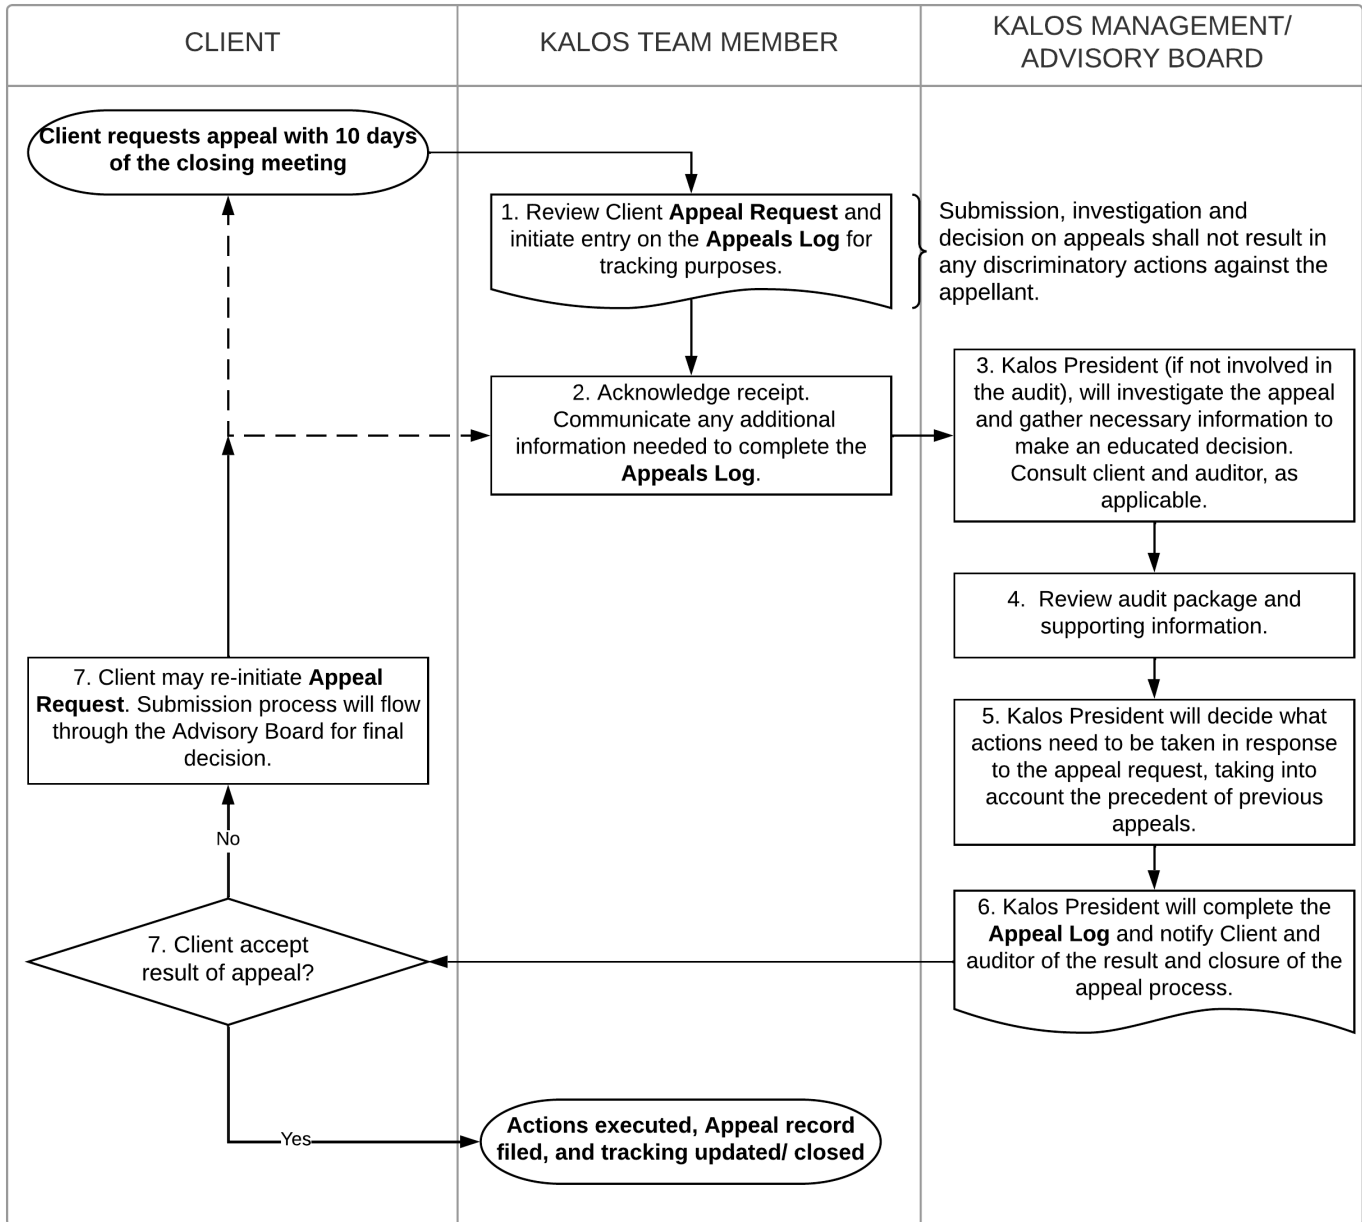 CLIENT
KALOS TEAM MEMBER
KALOS MANAGEMENT/
ADVISORY BOARD
Client requests appeal with 10 days
of the closing meeting
1. Review Client Appeal Request and
initiate entry on the Appeals Log for
tracking purposes.
Submission, investigation and
decision on appeals shall not result in
any discriminatory actions against the
appellant.
2. Acknowledge receipt.
Communicate any additional
information needed to complete the
Appeals Log.
3. Kalos President (if not involved in
the audit), will investigate the appeal
and gather necessary information to
make an educated decision.
Consult client and auditor, as
applicable.
4. Review audit package and
supporting information.
5. Kalos President will decide what
actions need to be taken in response
to the appeal request, taking into
account the precedent of previous
appeals.
6. Kalos President will complete the
Appeal Log and notify Client and
auditor of the result and closure of the
appeal process.
7. Client may re-initiate Appeal
Request. Submission process will flow
through the Advisory Board for final
decision.
No
7. Client accept
result of appeal?
Yes
Actions executed, Appeal record
filed, and tracking updated/ closed